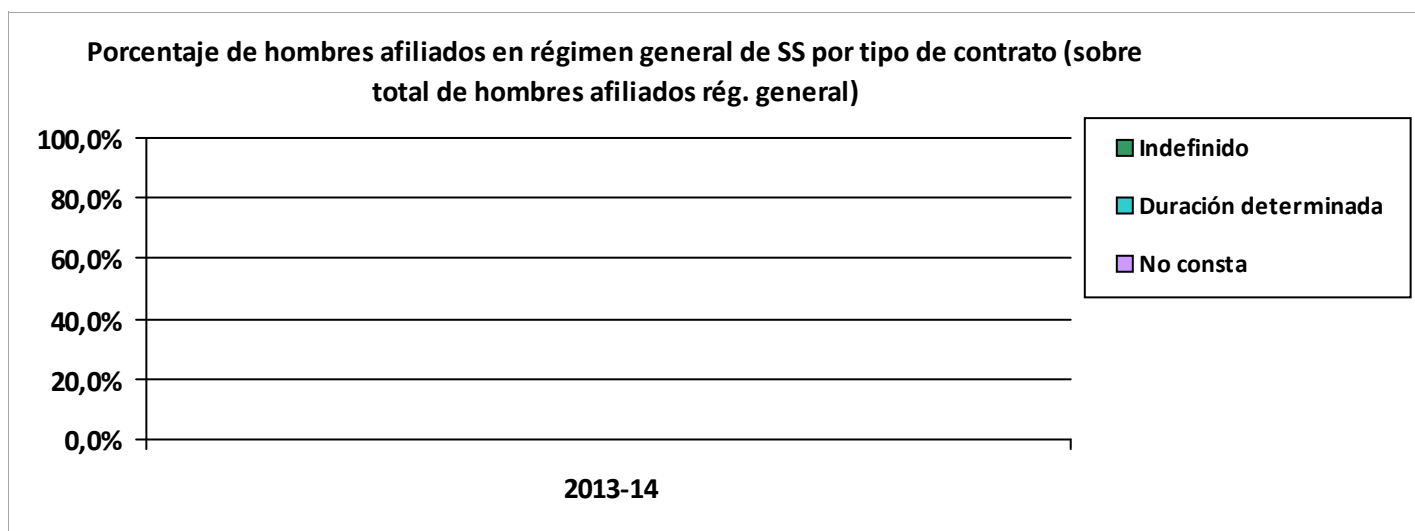 Porcentaje de hombres afiliados en régimen general de SS por tipo de contrato (sobre
total de hombres afiliados rég. general)
100,0%
80,0%
60,0%
40,0%
20,0%
0,0%
2013-14
Indefinido
Duración determinada
No consta